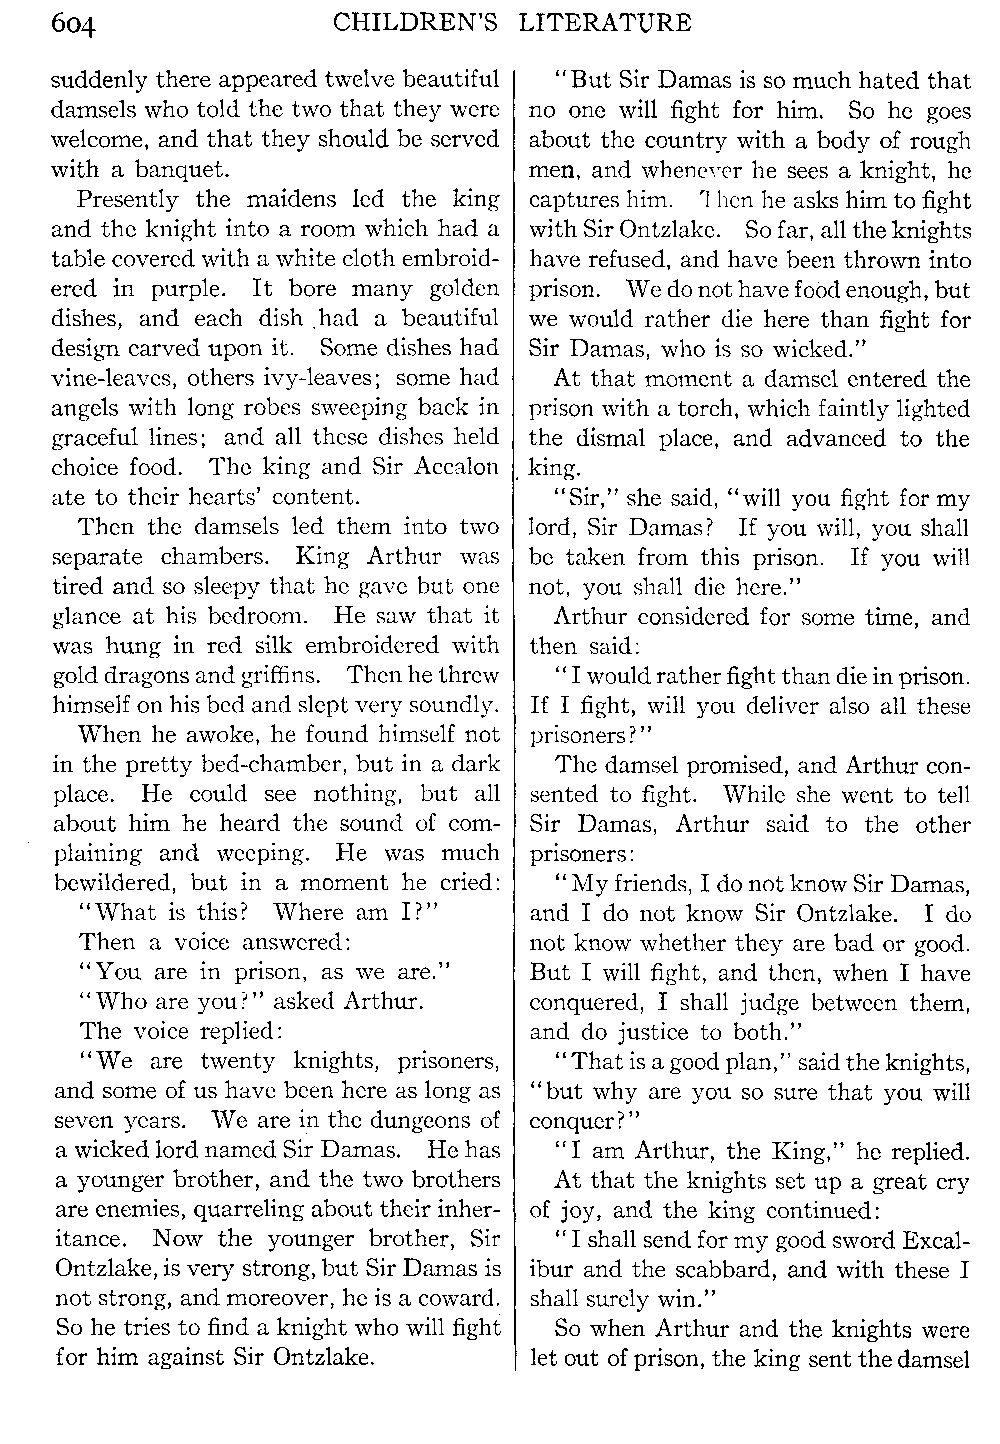 604 CHILDREN'S LITERATURE
suddenly there appeared twelve beautiful
damsels who told the two that they were
welcome, and that they should be served
with a banquet.
Presently the maidens led the king
and the knight into a room which had a
table covered with a white cloth embroid-
ered in purple. It bore many golden
dishes, and each dish had a beautiful
design carved upon it. Some dishes had
vine-leaves, others ivy-leaves; some had
angels with long robes sweeping back in
graceful lines; and all these dishes held
choice food. The king and Sir Accalon
ate to their hearts' content.
Then the damsels led them into two
separate chambers. King Arthur was
tired and so sleepy that he gave but one
glance at his bedroom. He saw that it
was hung in red silk embroidered with
gold dragons and griffins. Then he threw
himself on his bed and slept very soundly.
When he awoke, he found himself not
in the pretty bed-chamber, but in a dark
place. He could see nothing, but all
about him he heard the sound of com-
plaining and weeping. He was much
bewildered, but in a moment he cried:
"What is this? Where am I?"
Then a voice answered:
"You are in prison, as we are."
"Who are you?" asked Arthur.
The voice replied:
"We are twenty knights, prisoners,
and some of us have been here as long as
seven years. We are in the dungeons of
a wicked lord named Sir Damas. He has
a younger brother, and the two brothers
are enemies, quarreling about their inher-
itance. Now the younger brother, Sir
Ontzlake, is very strong, but Sir Damas is
not strong, and moreover, he is a coward.
So he tries to find a knight who will fight
for him against Sir Ontzlake.
"But Sir Damas is so much hated that
no one will fight for him. So he goes
about the country with a body of rough
men, and whenever he sees a knight, he
captures him. Then he asks him to fight
with Sir Ontzlake. So far, all the knights
have refused, and have been thrown into
prison. We do not have food enough, but
we would rather die here than fight for
Sir Damas, who is so wicked."
At that moment a damsel entered the
prison with a torch, which faintly lighted
the dismal place, and advanced to the
king.
"Sir," she said, "will you fight for my
lord, Sir Damas? If you will, you shall
be taken from this prison. If you will
not, you shall die here."
Arthur considered for some time, and
then said:
"I would rather fight than die in prison.
If I fight, will you deliver also all these
prisoners?"
The damsel promised, and Arthur con-
sented to fight. While she went to tell
Sir Damas, Arthur said to the other
prisoners:
"My friends, I do not know Sir Damas,
and I do not know Sir Ontzlake. I do
not know whether they are bad or good.
But I will fight, and then, when I have
conquered, I shall judge between them,
and do justice to both."
"That is a good plan," said the knights,
"but why are you so sure that you will
conquer?"
"I am Arthur, the King," he replied.
At that the knights set up a great cry
of joy, and the king continued:
"I shall send for my good sword Excal-
ibur and the scabbard, and with these I
shall surely win."
So when Arthur and the knights were
let out of prison, the king sent the damsel